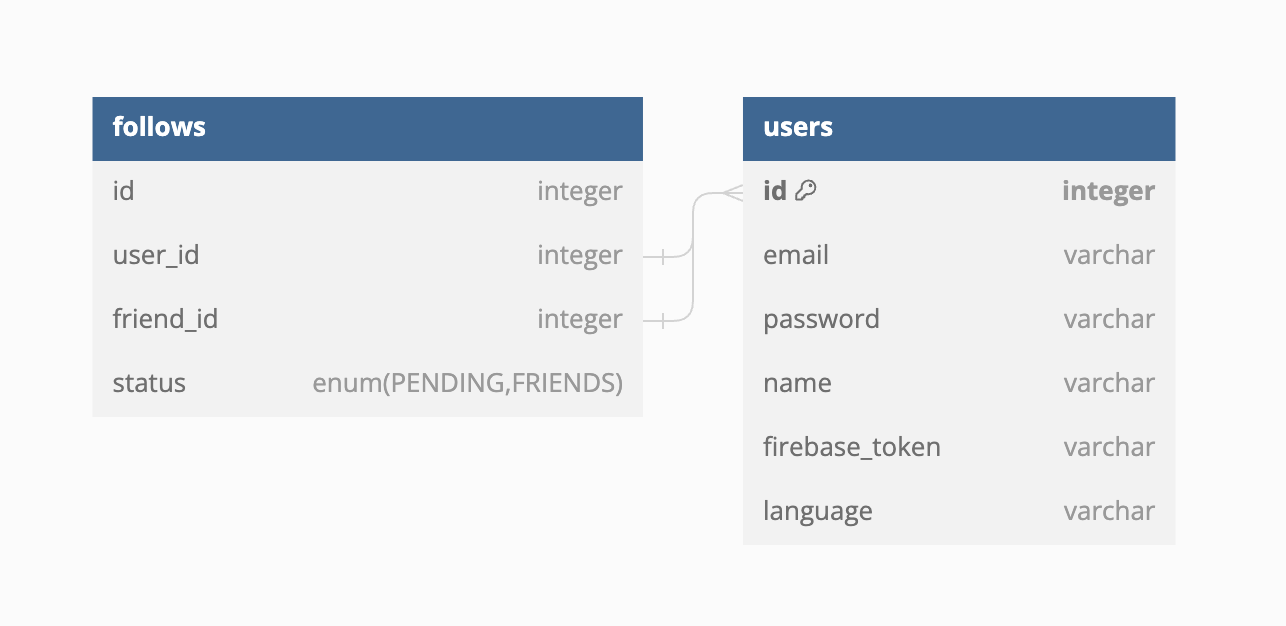 follows
id integer
user_id integer
friend_id integer
status enum(PENDING,FRIENDS)
users
id integer
email varchar
password varchar
name varchar
firebase_token varchar
language varchar